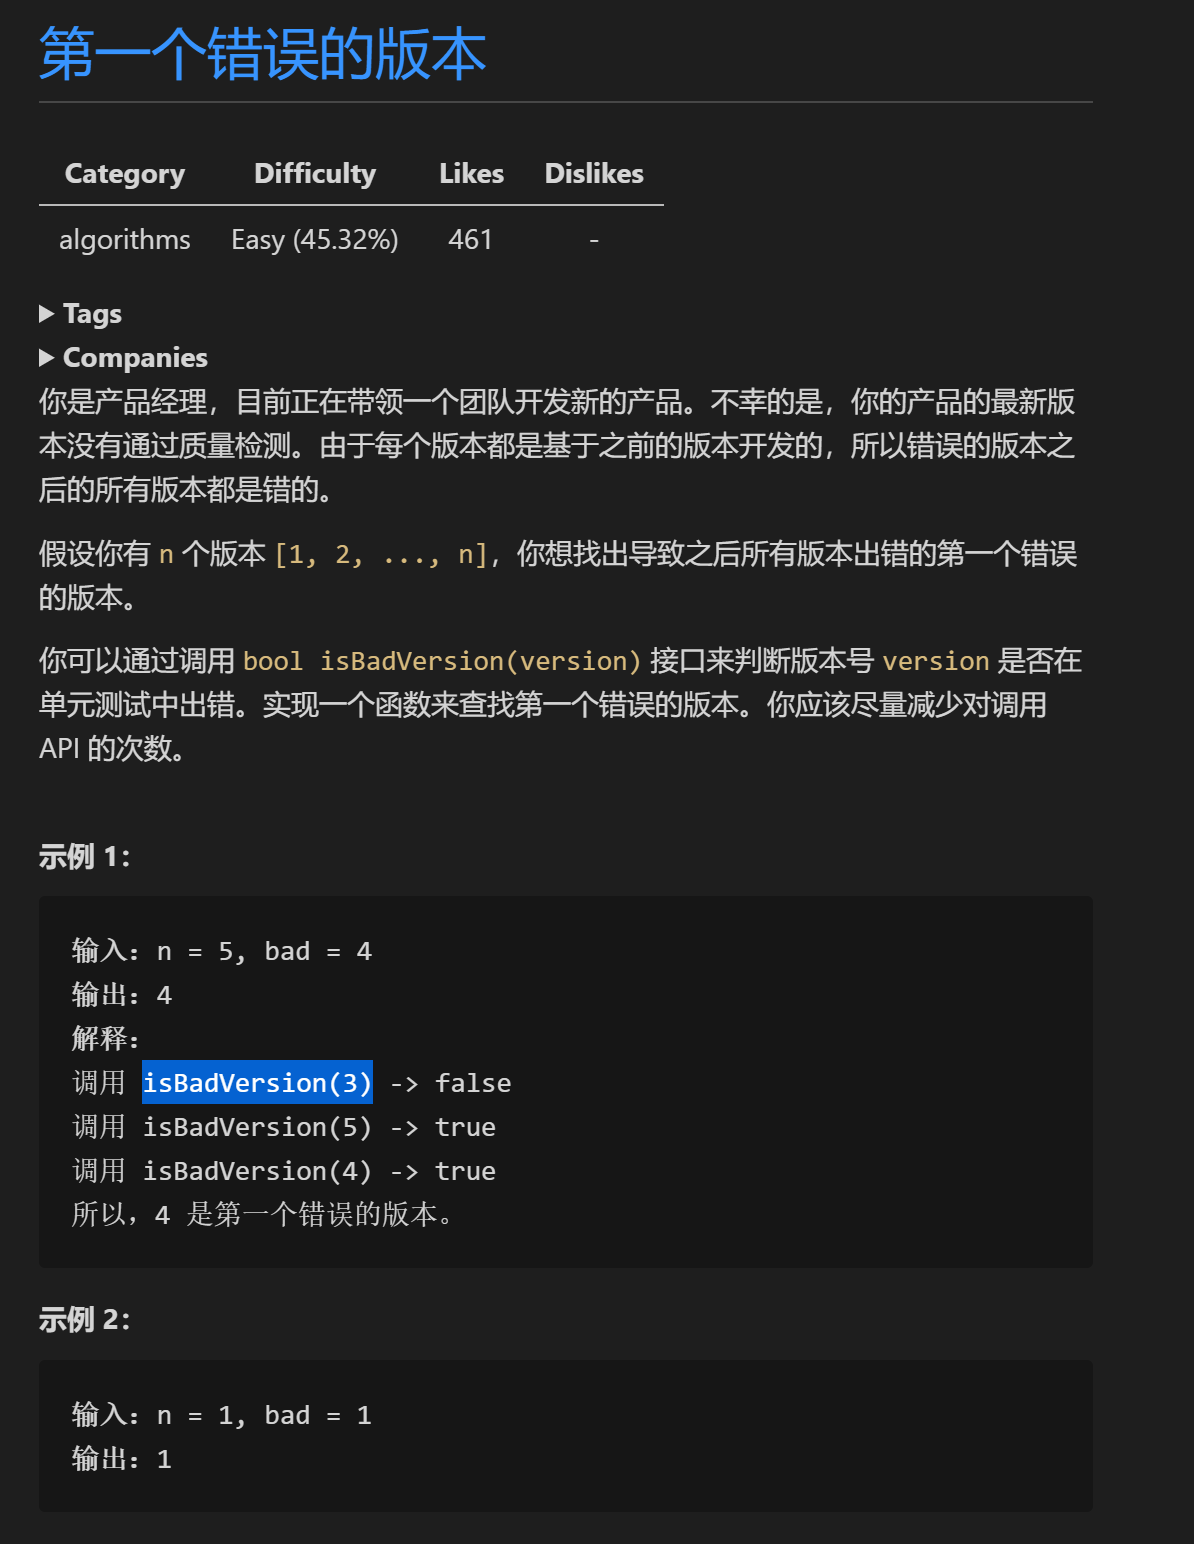 第一个错误的版本
Category Difficulty Likes Dislikes
algorithms Easy (45.32%) 461 -
Tags
Companies
你是产品经理，目前正在带领一个团队开发新的产品。不幸的是，你的产品的最新版
本没有通过质量检测。由于每个版本都是基于之前的版本开发的，所以错误的版本之
后的所有版本都是错的。
假设你有 n 个版本 [1, 2, ..., n]，你想找出导致之后所有版本出错的第一个错误
的版本。
你可以通过调用 bool isBadVersion(version) 接口来判断版本号 version 是否在
单元测试中出错。实现一个函数来查找第一个错误的版本。你应该尽量减少对调用
API 的次数。
示例 1：
输入：n = 5, bad = 4
输出：4
解释：
调用 isBadVersion(3) -> false
调用 isBadVersion(5) -> true
调用 isBadVersion(4) -> true
所以，4 是第一个错误的版本。
示例 2：
输入：n = 1, bad = 1
输出：1